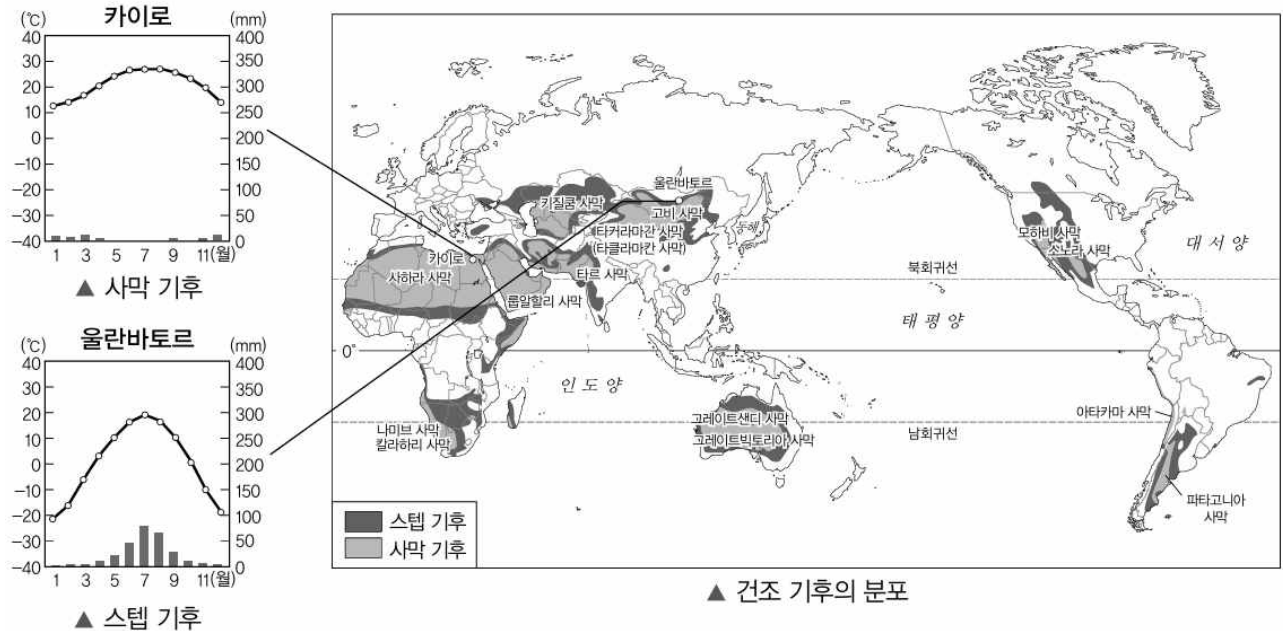 카이로
(℃)
(mm)
40
30
20
10
0
-10
-20
-30
-40
400
350
300
250
200
150
100
50
0
1 3 5 7 9 11(월)
▲ 사막 기후
울란바토르
(℃)
(mm)
40
30
20
10
0
-10
-20
-30
-40
400
350
300
250
200
150
100
50
0
1 3 5 7 9 11(월)
▲ 스텝 기후
울란바토르
키질쿰 사막
고비 사막
타커라마간 사막
(타클라마칸 사막)
동해
카이로
사하라 사막
타르 사막
룹알할리 사막
모하비 사막
소노라 사막
대서양
북회귀선
태평양
0°
인도양
나미브 사막
칼라하리 사막
그레이트샌디 사막
그레이트빅토리아 사막
남회귀선
아타카마 사막
파타고니아
사막
스텝 기후
사막 기후
▲ 건조 기후의 분포